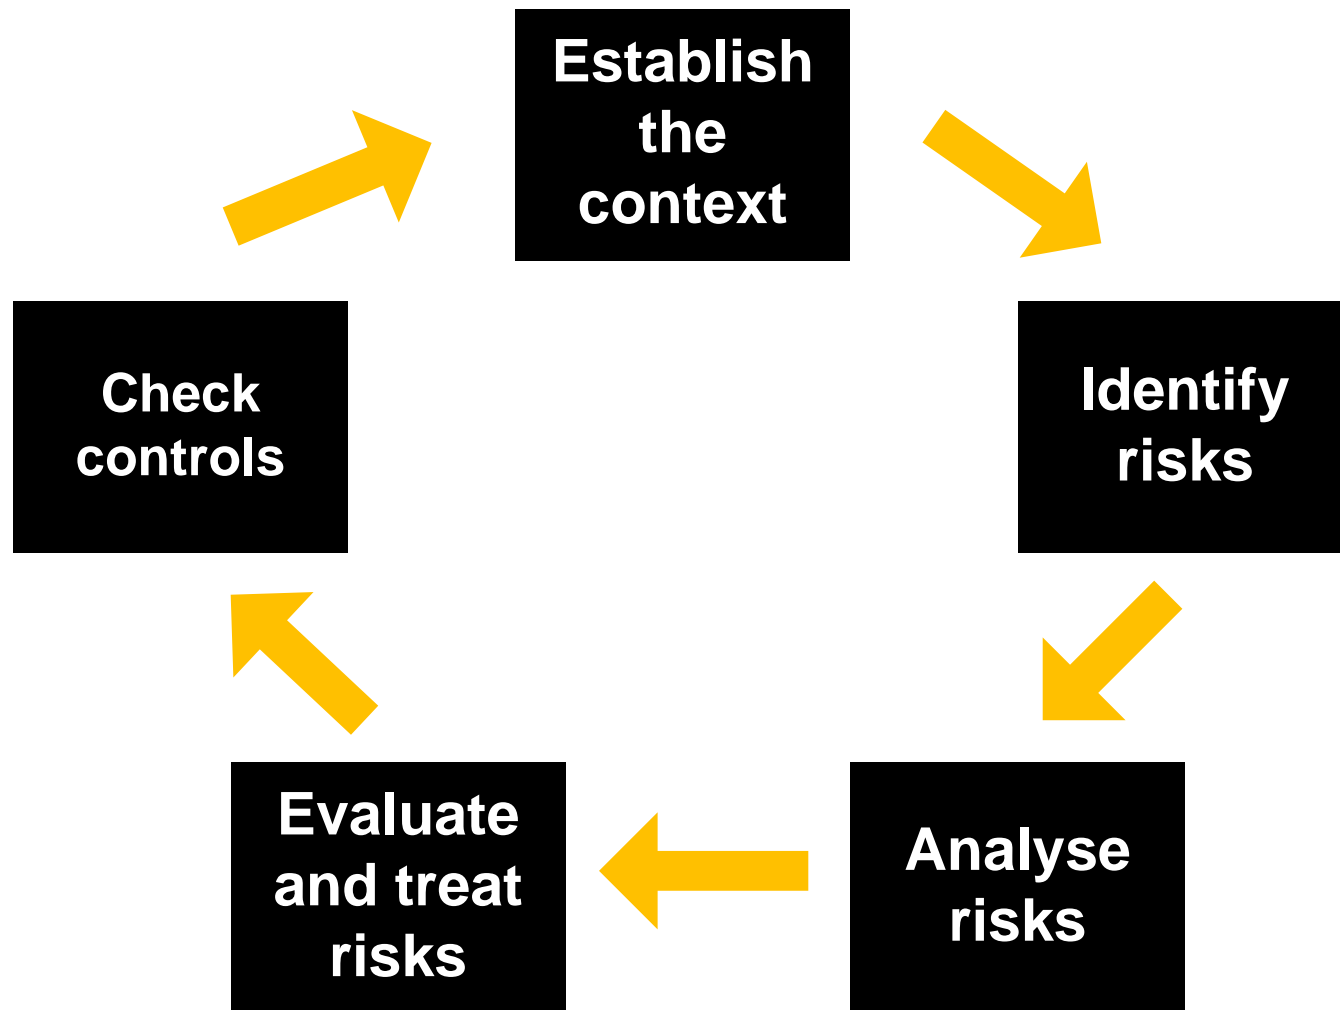 Establish
the
context
Identify
risks
Analyse
risks
Evaluate
and treat
risks
Check
controls